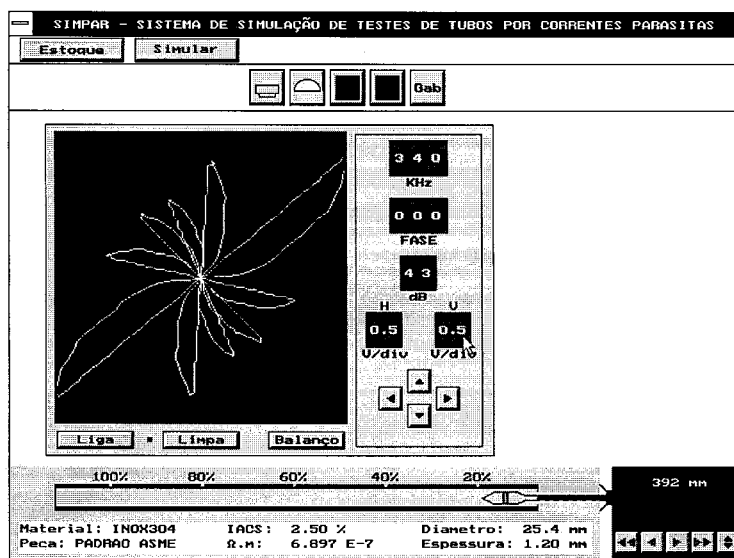 SIMPAR - SISTEMA DE SIMULAÇÃO DE TESTES DE TUBOS POR CORRENTES PARASITAS
Estoque Simular
Gab
3 4 0
KHz
0 0 0
FASE
4 3
dB
H V
0.5 0.5
V/div V/div
Liga Limpa Balanço
100% 80% 60% 40% 20%
392 mm
Material: INOX304 IACS: 2.50 % Diametro: 25.4 mm
Peca: PADRAO ASME Ω.m: 6.897 E-7 Espessura: 1.20 mm